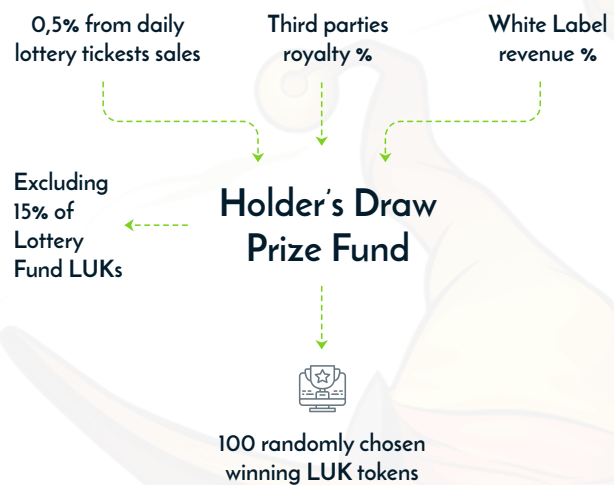 0,5% from daily
lottery tickests sales
Third parties
royalty %
White Label
revenue %
Excluding
15% of
Lottery
Fund LUKs
Holder's Draw
Prize Fund
100 randomly chosen
winning LUK tokens